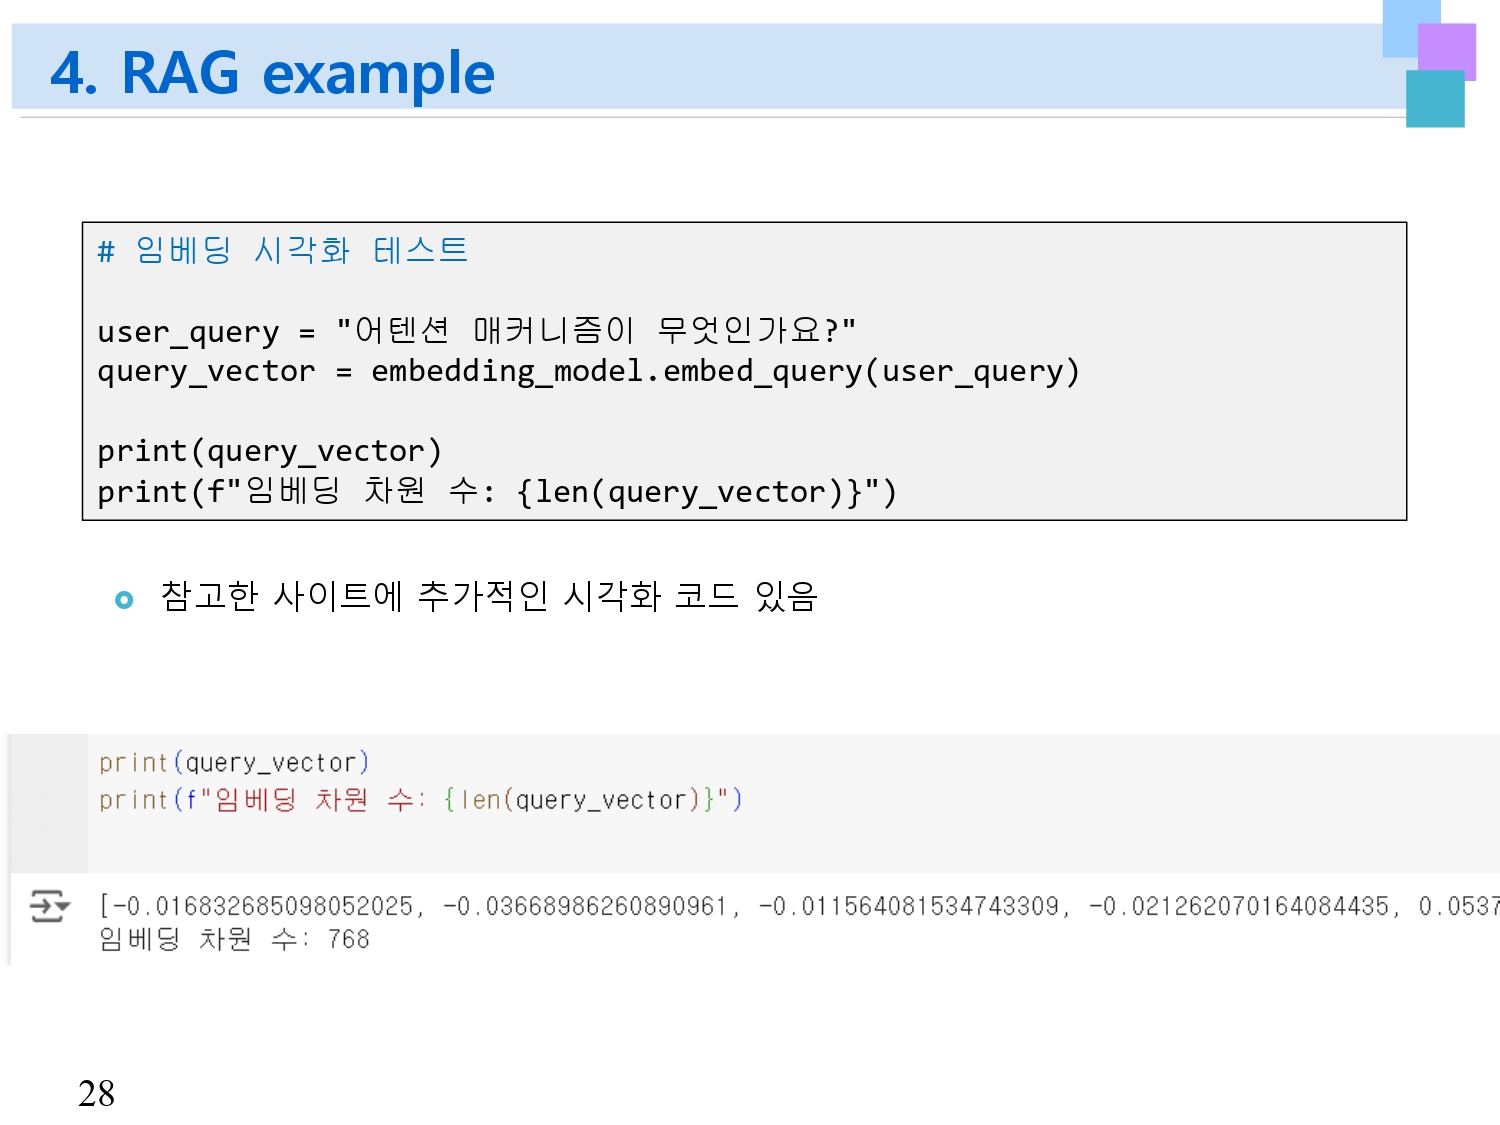 4. RAG example
# 임베딩 시각화 테스트
user_query = "어텐션 매커니즘이 무엇인가요?"
query_vector = embedding_model.embed_query(user_query)
print(query_vector)
print(f"임베딩 차원 수: {len(query_vector)}")
참고한 사이트에 추가적인 시각화 코드 있음
print(query_vector)
print(f"임베딩 차원 수: {len(query_vector)}")
[-0.016832685098052025, -0.03668986260890961, -0.011564081534743309, -0.021262070164084435, 0.0537
임베딩 차원 수: 768
28